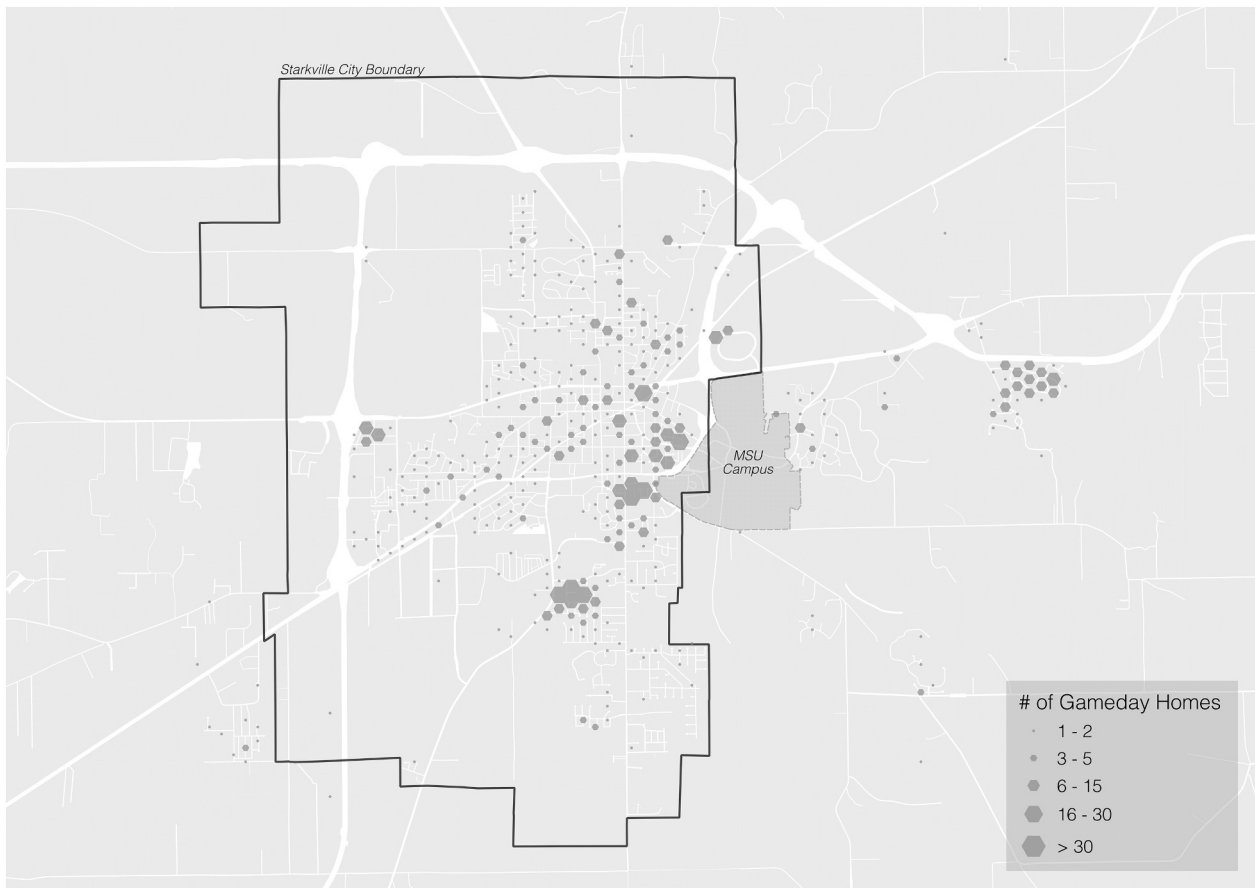 Starkville City Boundary
MSU
Campus
# of Gameday Homes
1 - 2
3 - 5
6 - 15
16 - 30
> 30